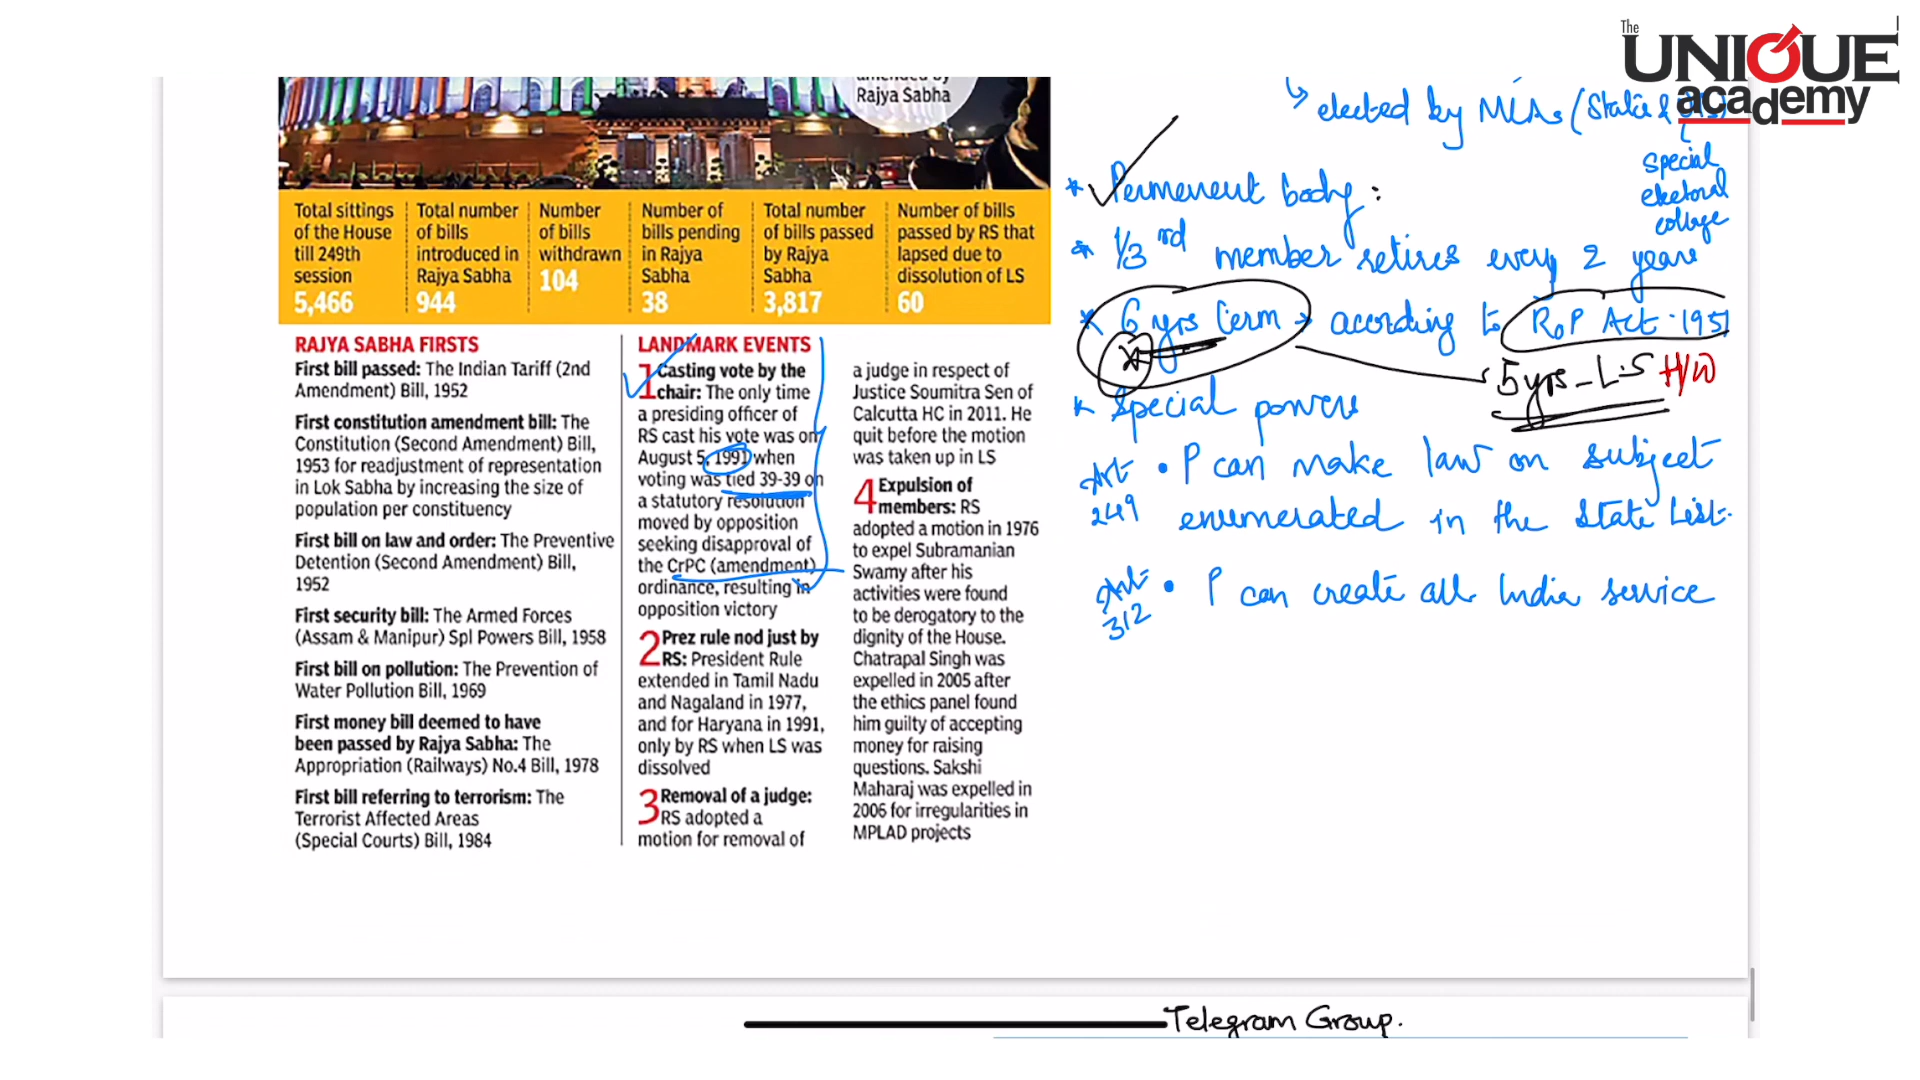 The
UNIQUE
academy
amended by
Rajya Sabha
Total sittings
of the House
till 249th
session
5,466
Total number
of bills
introduced in
Rajya Sabha
944
Number
of bills
withdrawn
104
Number of
bills pending
in Rajya
Sabha
38
Total number
of bills passed
by Rajya
Sabha
3,817
Number of bills
passed by RS that
lapsed due to
dissolution of LS
60
RAJYA SABHA FIRSTS
First bill passed: The Indian Tariff (2nd
Amendment) Bill, 1952
First constitution amendment bill: The
Constitution (Second Amendment) Bill,
1953 for readjustment of representation
in Lok Sabha by increasing the size of
population per constituency
First bill on law and order: The Preventive
Detention (Second Amendment) Bill,
1952
First security bill: The Armed Forces
(Assam & Manipur) Spl Powers Bill, 1958
First bill on pollution: The Prevention of
Water Pollution Bill, 1969
First money bill deemed to have
been passed by Rajya Sabha: The
Appropriation (Railways) No.4 Bill, 1978
First bill referring to terrorism: The
Terrorist Affected Areas
(Special Courts) Bill, 1984
LANDMARK EVENTS
1 Casting vote by the
chair: The only time
a presiding officer of
RS cast his vote was on
August 5, 1991 when
voting was tied 39-39 on
a statutory resolution
moved by opposition
seeking disapproval of
the CrPC (amendment)
ordinance, resulting in
opposition victory
2 Prez rule nod just by
RS: President Rule
extended in Tamil Nadu
and Nagaland in 1977,
and for Haryana in 1991,
only by RS when LS was
dissolved
3 Removal of a judge:
RS adopted a
motion for removal of
a judge in respect of
Justice Soumitra Sen of
Calcutta HC in 2011. He
quit before the motion
was taken up in LS
4 Expulsion of
members: RS
adopted a motion in 1976
to expel Subramanian
Swamy after his
activities were found
to be derogatory to the
dignity of the House.
Chatrapal Singh was
expelled in 2005 after
the ethics panel found
him guilty of accepting
money for raising
questions. Sakshi
Maharaj was expelled in
2006 for irregularities in
MPLAD projects
↳ elected by MLAs (States &
special
electoral
college
* Permenent body :
* 1/3 rd member retires every 2 years
* 6 yrs term → acording to RoP Act - 1951
5 yrs - L.S H/W
* Special powers
Art 249 • P can make law on subject
enumerated in the State List.
Art 312 • P can create all India service
Telegram Group.